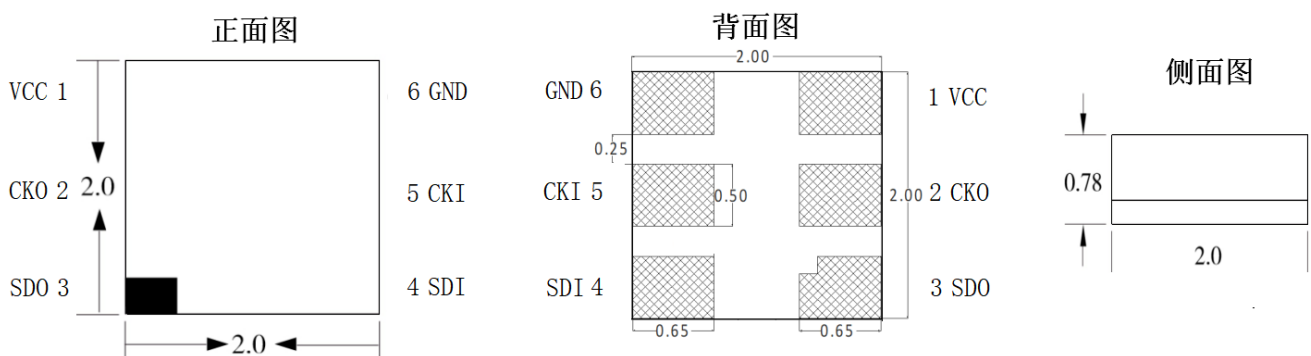 正面图
VCC 1
6 GND
CKO 2
2.0
5 CKI
SDO 3
4 SDI
2.0
背面图
2.00
GND 6
1 VCC
0.25
CKI 5
0.50
2.00
2 CKO
SDI 4
3 SDO
0.65
0.65
侧面图
0.78
2.0